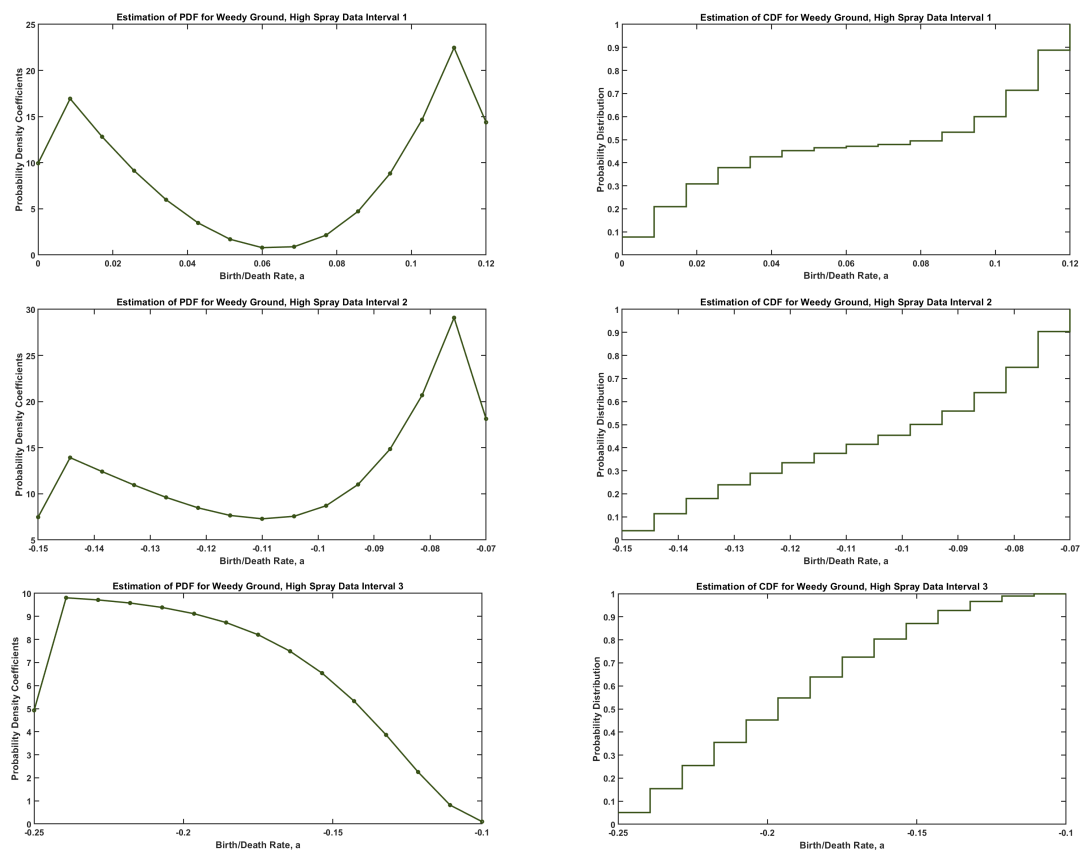 Estimation of PDF for Weedy Ground, High Spray Data Interval 1
Probability Density Coefficients
25
20
15
10
5
0
0 0.02 0.04 0.06 0.08 0.1 0.12
Birth/Death Rate, a
Estimation of CDF for Weedy Ground, High Spray Data Interval 1
Probability Distribution
1
0.9
0.8
0.7
0.6
0.5
0.4
0.3
0.2
0.1
0
0 0.02 0.04 0.06 0.08 0.1 0.12
Birth/Death Rate, a
Estimation of PDF for Weedy Ground, High Spray Data Interval 2
Probability Density Coefficients
30
25
20
15
10
5
-0.15 -0.14 -0.13 -0.12 -0.11 -0.1 -0.09 -0.08 -0.07
Birth/Death Rate, a
Estimation of CDF for Weedy Ground, High Spray Data Interval 2
Probability Distribution
1
0.9
0.8
0.7
0.6
0.5
0.4
0.3
0.2
0.1
0
-0.15 -0.14 -0.13 -0.12 -0.11 -0.1 -0.09 -0.08 -0.07
Birth/Death Rate, a
Estimation of PDF for Weedy Ground, High Spray Data Interval 3
Probability Density Coefficients
10
9
8
7
6
5
4
3
2
1
0
-0.25 -0.2 -0.15 -0.1
Birth/Death Rate, a
Estimation of CDF for Weedy Ground, High Spray Data Interval 3
Probability Distribution
1
0.9
0.8
0.7
0.6
0.5
0.4
0.3
0.2
0.1
0
-0.25 -0.2 -0.15 -0.1
Birth/Death Rate, a